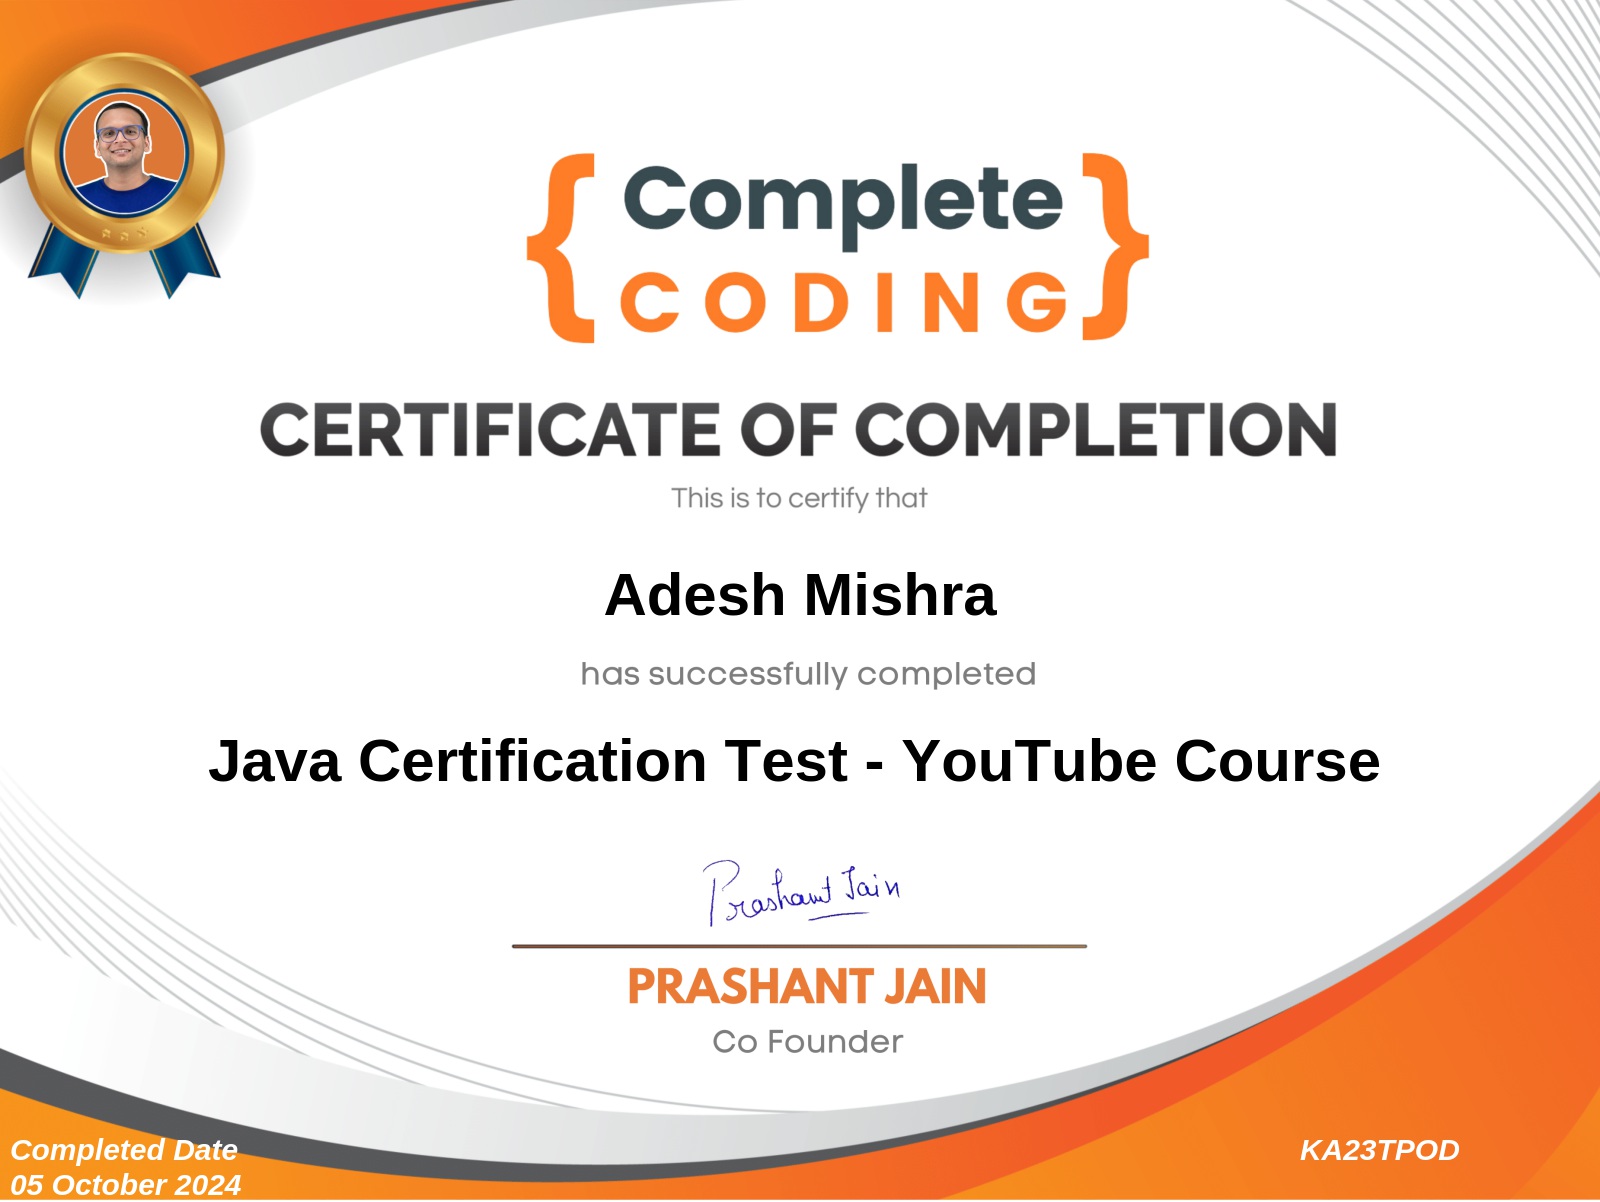 Complete
CODING
CERTIFICATE OF COMPLETION
This is to certify that
Adesh Mishra
has successfully completed
Java Certification Test - YouTube Course
Prashant Jain
PRASHANT JAIN
Co Founder
Completed Date
05 October 2024
KA23TPOD